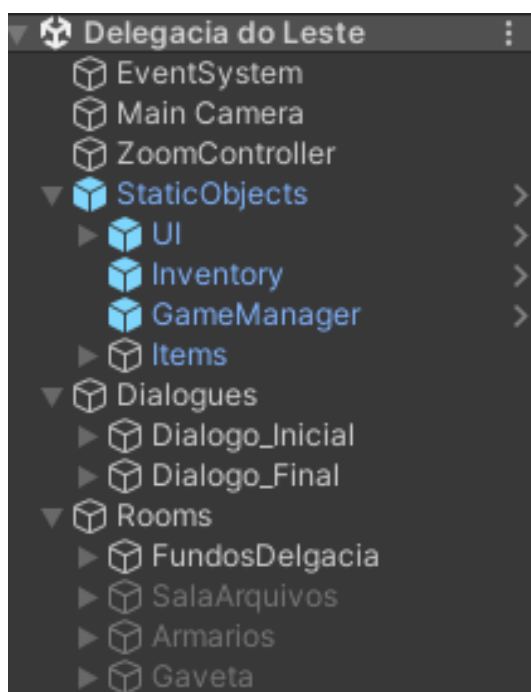 Delegacia do Leste
EventSystem
Main Camera
ZoomController
StaticObjects
UI
Inventory
GameManager
Items
Dialogues
Dialogo_Inicial
Dialogo_Final
Rooms
FundosDelgacia
SalaArquivos
Armarios
Gaveta